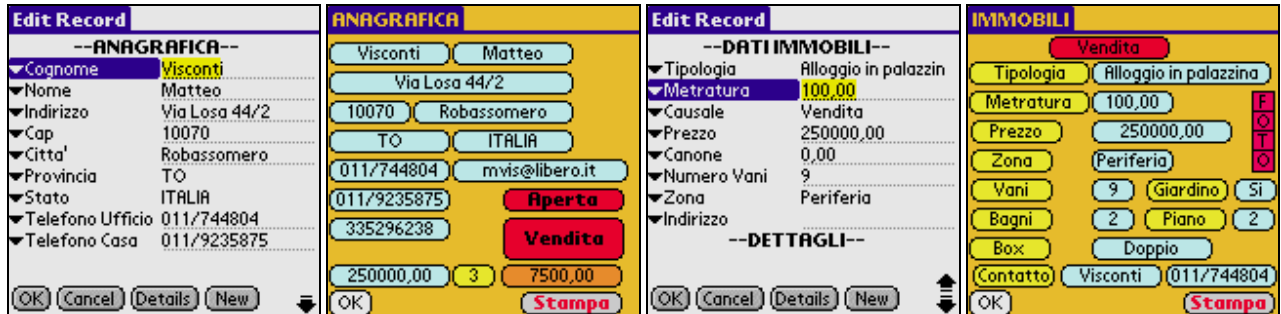 Edit Record
--ANAGRAFICA--
Cognome Visconti
Nome Matteo
Indirizzo Via Losa 44/2
Cap 10070
Citta' Robassomero
Provincia TO
Stato ITALIA
Telefono Ufficio 011/744804
Telefono Casa 011/9235875
OK Cancel Details New
ANAGRAFICA
Visconti Matteo
Via Losa 44/2
10070 Robassomero
TO ITALIA
011/744804 mvis@libero.it
011/9235875 Aperta
335296238 Vendita
250000,00 3 7500,00
OK Stampa
Edit Record
--DATI IMMOBILI--
Tipologia Alloggio in palazzin
Metratura 100,00
Causale Vendita
Prezzo 250000,00
Canone 0,00
Numero Vani 9
Zona Periferia
Indirizzo
--DETTAGLI--
OK Cancel Details New
IMMOBILI
Vendita
Tipologia Alloggio in palazzina
Metratura 100,00
Prezzo 250000,00
FOTO
Zona Periferia
Vani 9 Giardino Si
Bagni 2 Piano 2
Box Doppio
Contatto Visconti 011/744804
OK Stampa